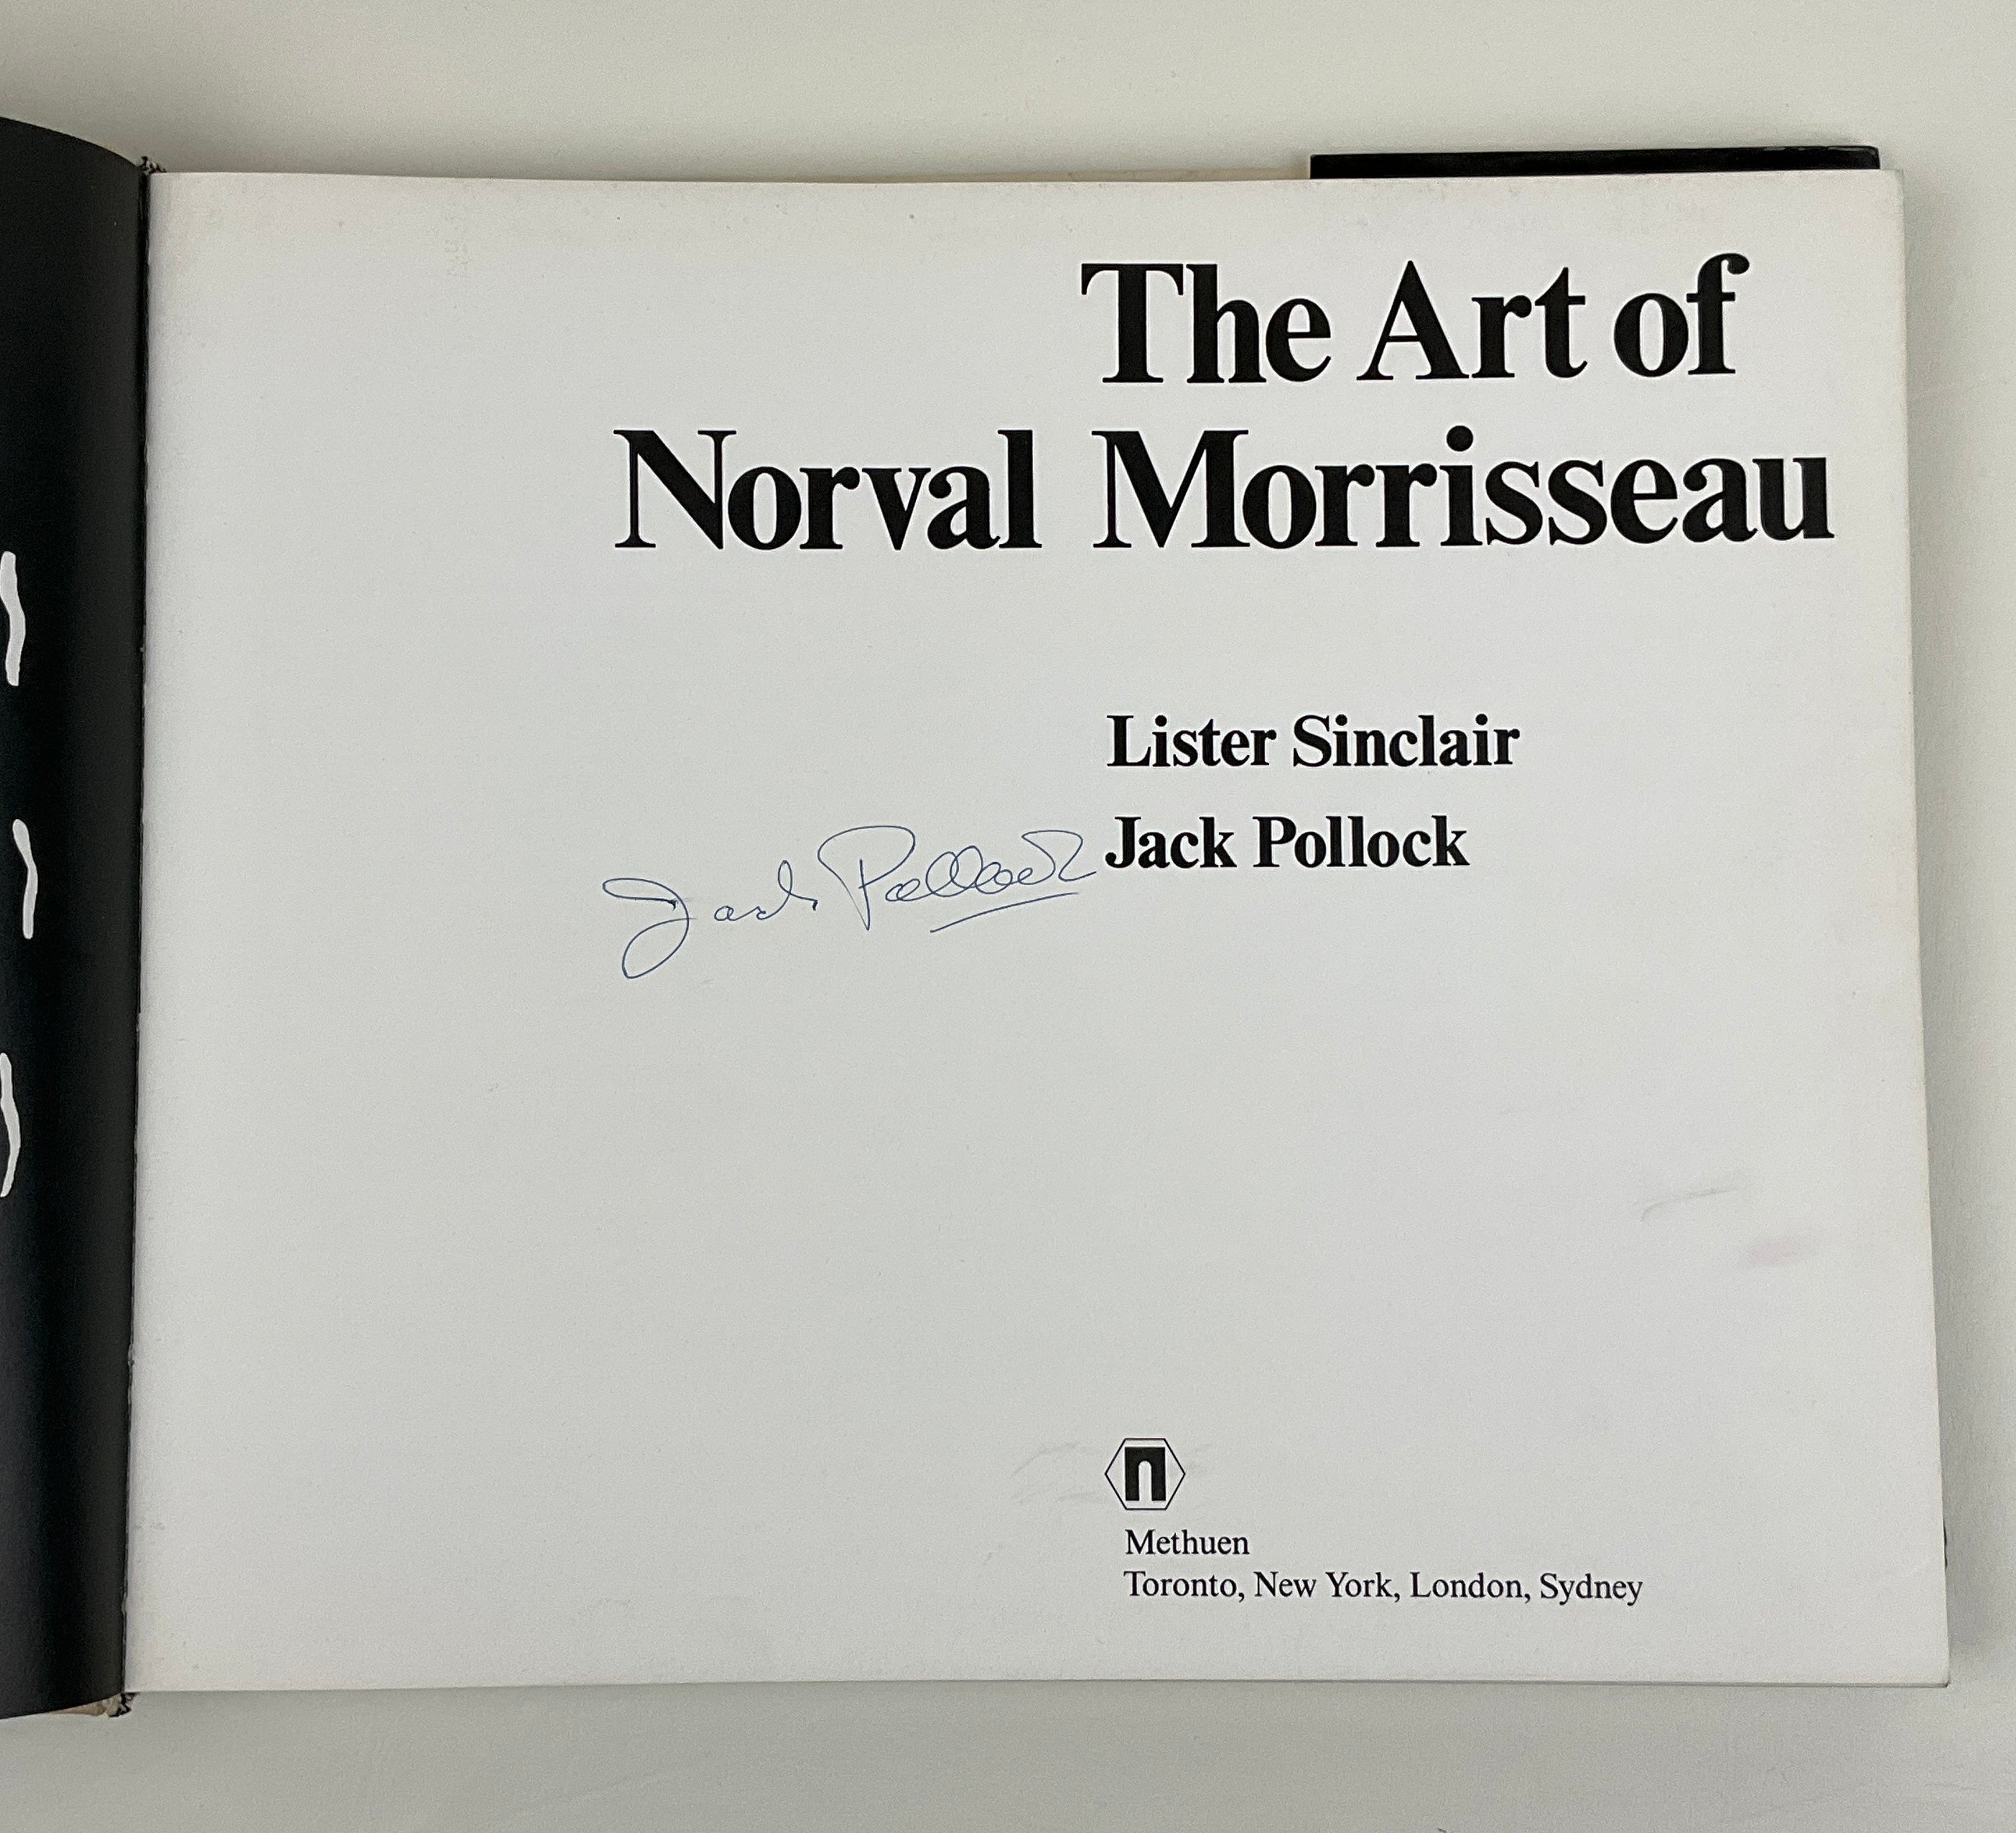 The Art of
Norval Morrisseau
Lister Sinclair
Jack Pollock
Jack Pollock
n
Methuen
Toronto, New York, London, Sydney